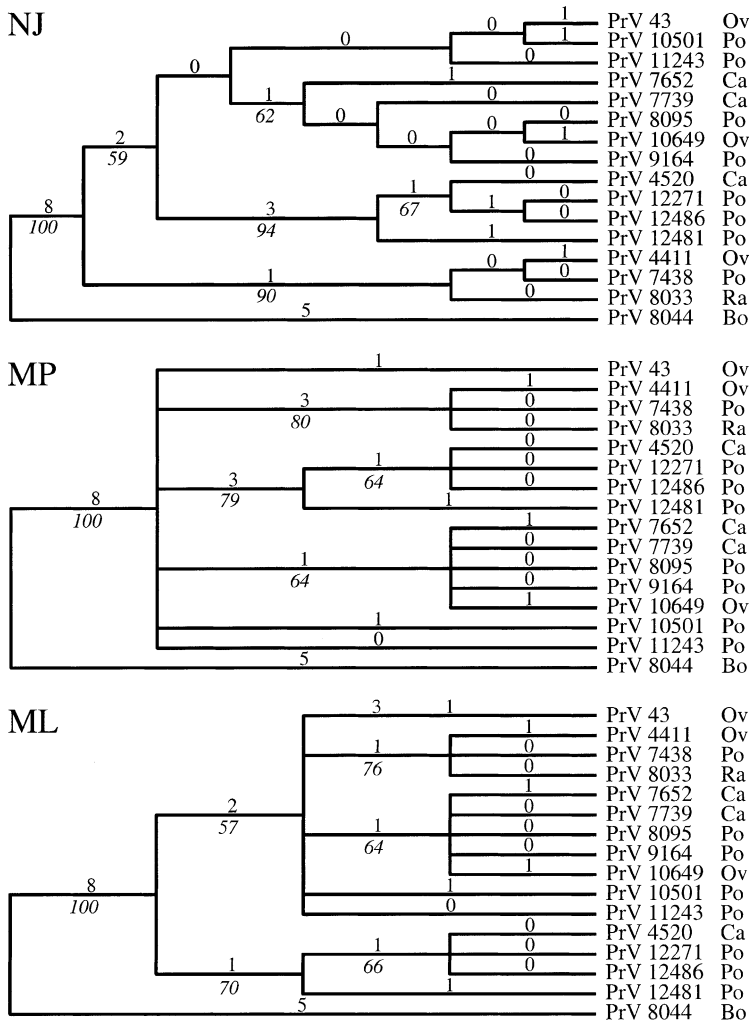 NJ
1
PrV 43 Ov
0
0
1
PrV 10501 Po
0
PrV 11243 Po
0
1
PrV 7652 Ca
1
62
0
PrV 7739 Ca
0
0
PrV 8095 Po
0
0
1
PrV 10649 Ov
2
59
0
PrV 9164 Po
0
PrV 4520 Ca
1
67
0
PrV 12271 Po
8
100
3
94
1
0
PrV 12486 Po
1
PrV 12481 Po
1
PrV 4411 Ov
0
0
PrV 7438 Po
1
90
0
PrV 8033 Ra
5
PrV 8044 Bo
MP
1
PrV 43 Ov
1
PrV 4411 Ov
3
80
0
PrV 7438 Po
0
PrV 8033 Ra
0
PrV 4520 Ca
1
64
0
PrV 12271 Po
3
79
0
PrV 12486 Po
8
100
1
PrV 12481 Po
1
PrV 7652 Ca
0
PrV 7739 Ca
1
64
0
PrV 8095 Po
0
PrV 9164 Po
1
PrV 10649 Ov
1
PrV 10501 Po
0
PrV 11243 Po
5
PrV 8044 Bo
ML
3
1
PrV 43 Ov
1
PrV 4411 Ov
1
76
0
PrV 7438 Po
0
PrV 8033 Ra
1
PrV 7652 Ca
2
57
0
PrV 7739 Ca
1
64
0
PrV 8095 Po
0
PrV 9164 Po
1
PrV 10649 Ov
8
100
1
PrV 10501 Po
0
PrV 11243 Po
0
PrV 4520 Ca
1
66
0
PrV 12271 Po
1
70
0
PrV 12486 Po
1
PrV 12481 Po
5
PrV 8044 Bo